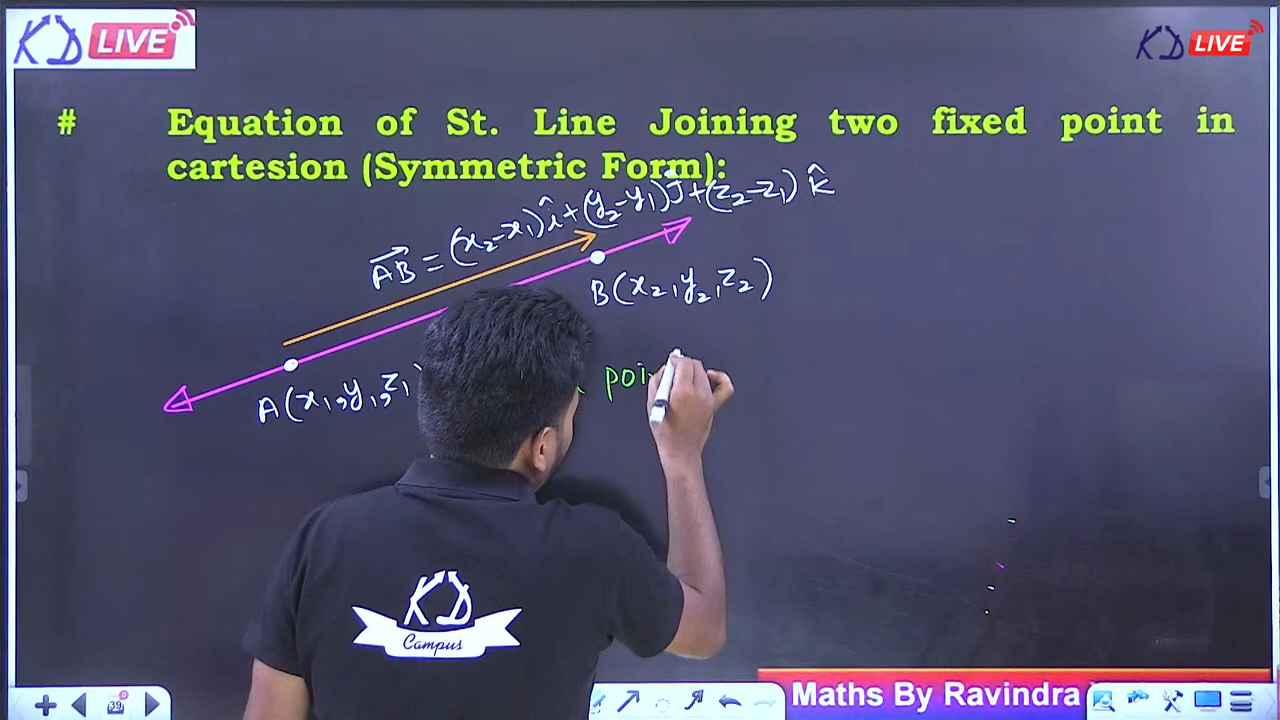 KD LIVE
KD LIVE
# Equation of St. Line Joining two fixed point in
cartesion (Symmetric Form):
AB⃗ = (x₂-x₁)î+(y₂-y₁)ĵ+(z₂-z₁) k̂
B(x₂,y₂,z₂)
A(x₁,y₁,z₁
poi
KD
Campus
39
Maths By Ravindra